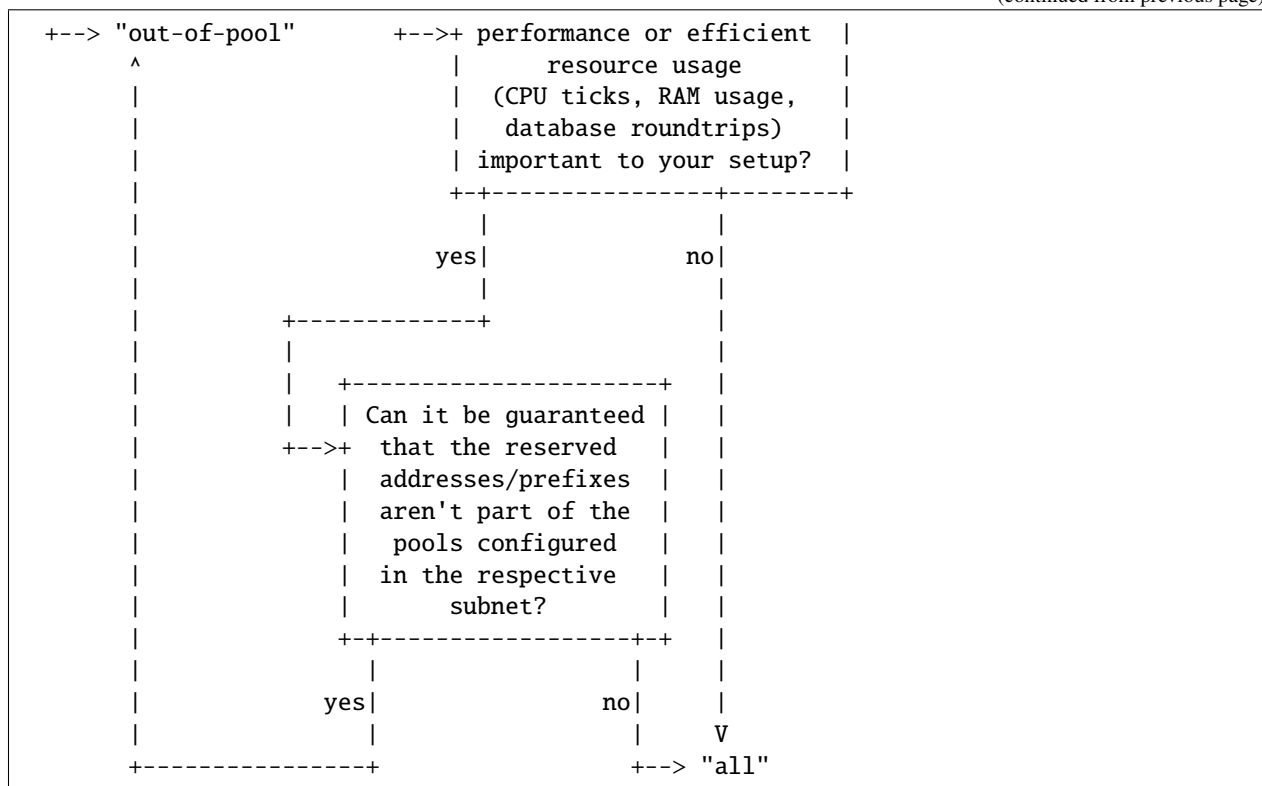 (continued from previous page)
+--> "out-of-pool"      +-->+ performance or efficient  |
     ^                      |     resource usage        |
     |                      |  (CPU ticks, RAM usage,   |
     |                      |   database roundtrips)    |
     |                      | important to your setup?  |
     |                      +-+----------------+--------+
     |                        |                |
     |                     yes|              no|
     |                        |                |
     |           +------------+                |
     |           |                             |
     |           |   +----------------------+  |
     |           |   | Can it be guaranteed |  |
     |           +-->+  that the reserved   |  |
     |               |  addresses/prefixes  |  |
     |               |  aren't part of the  |  |
     |               |   pools configured   |  |
     |               |  in the respective   |  |
     |               |       subnet?        |  |
     |               +-+------------------+-+  |
     |                 |                  |    |
     |              yes|                no|    |
     |                 |                  |    V
     +----------------+                  +--> "all"